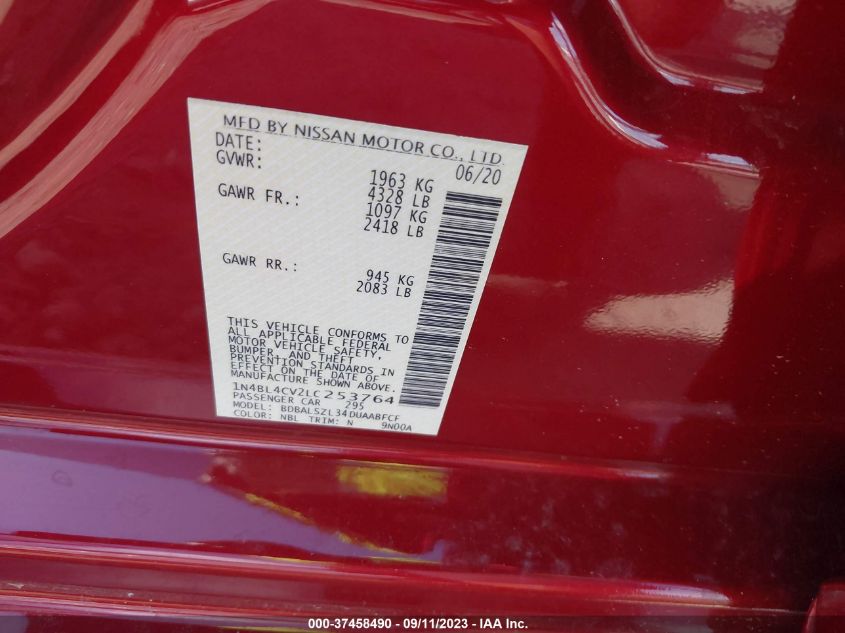 MFD BY NISSAN MOTOR CO., LTD
DATE: 06/20
GVWR: 1963 KG
4328 LB
GAWR FR.: 1097 KG
2418 LB
GAWR RR.: 945 KG
2083 LB
THIS VEHICLE CONFORMS TO
ALL APPLICABLE FEDERAL
MOTOR VEHICLE SAFETY,
BUMPER, AND THEFT
PREVENTION STANDARDS IN
EFFECT ON THE DATE OF
1N4BL4CV2LC253764
PASSENGER CAR 295
MODEL: BDBALSZL34DUAABFCF
COLOR: NBL TRIM: N 9N00A
000-37458490 - 09/11/2023 - IAA Inc.